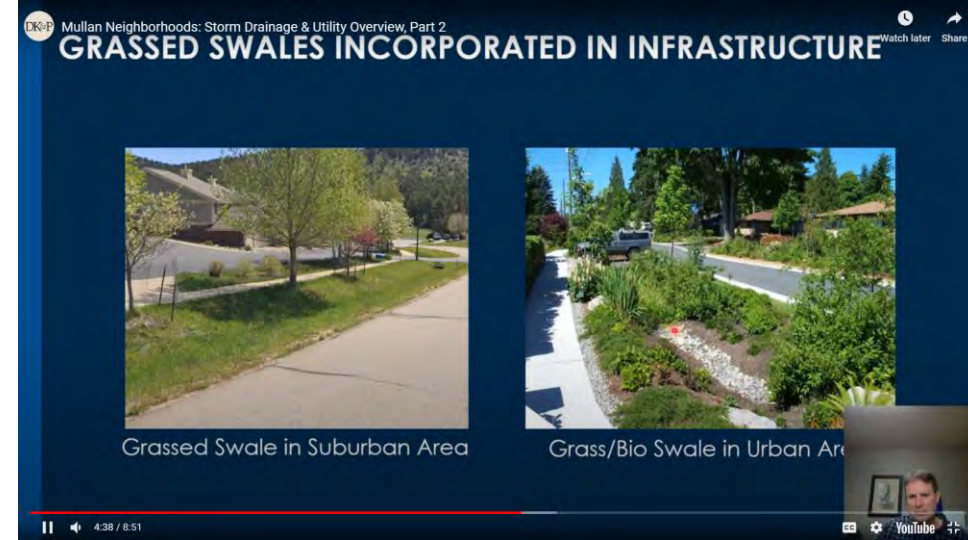 DK&P
Mullan Neighborhoods: Storm Drainage & Utility Overview, Part 2
Watch later
Share
GRASSED SWALES INCORPORATED IN INFRASTRUCTURE
Grassed Swale in Suburban Area
Grass/Bio Swale in Urban Are
4:38 / 8:51
CC
YouTube